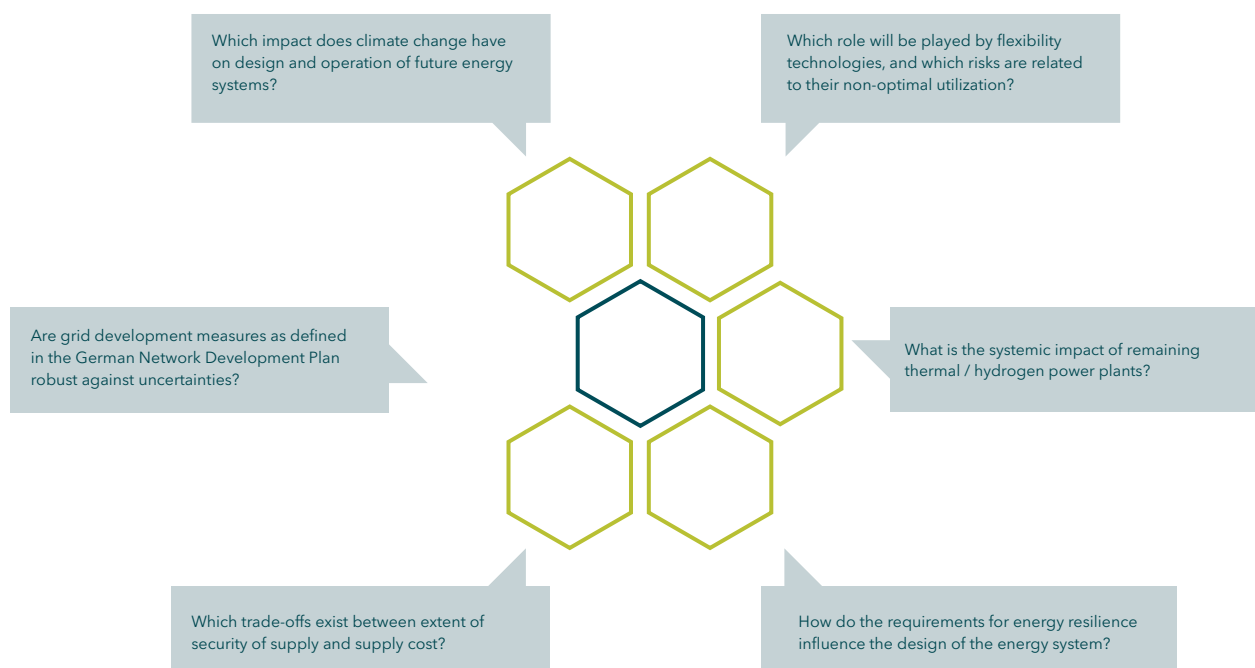 Which impact does climate change have
on design and operation of future energy
systems?
Which role will be played by flexibility
technologies, and which risks are related
to their non-optimal utilization?
Are grid development measures as defined
in the German Network Development Plan
robust against uncertainties?
What is the systemic impact of remaining
thermal / hydrogen power plants?
Which trade-offs exist between extent of
security of supply and supply cost?
How do the requirements for energy resilience
influence the design of the energy system?